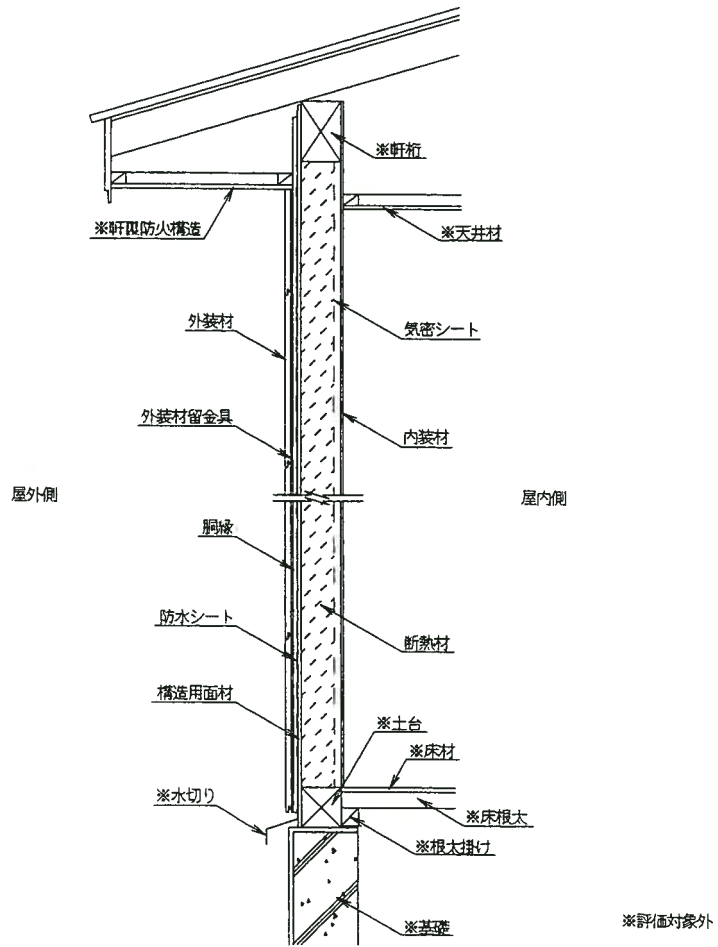 ※軒桁
※軒裏防火構造
※天井材
外装材
気密シート
外装材留金具
内装材
屋外側
屋内側
胴縁
防水シート
断熱材
構造用面材
※土台
※床材
※水切り
※床根太
※根太掛け
※基礎
※評価対象外